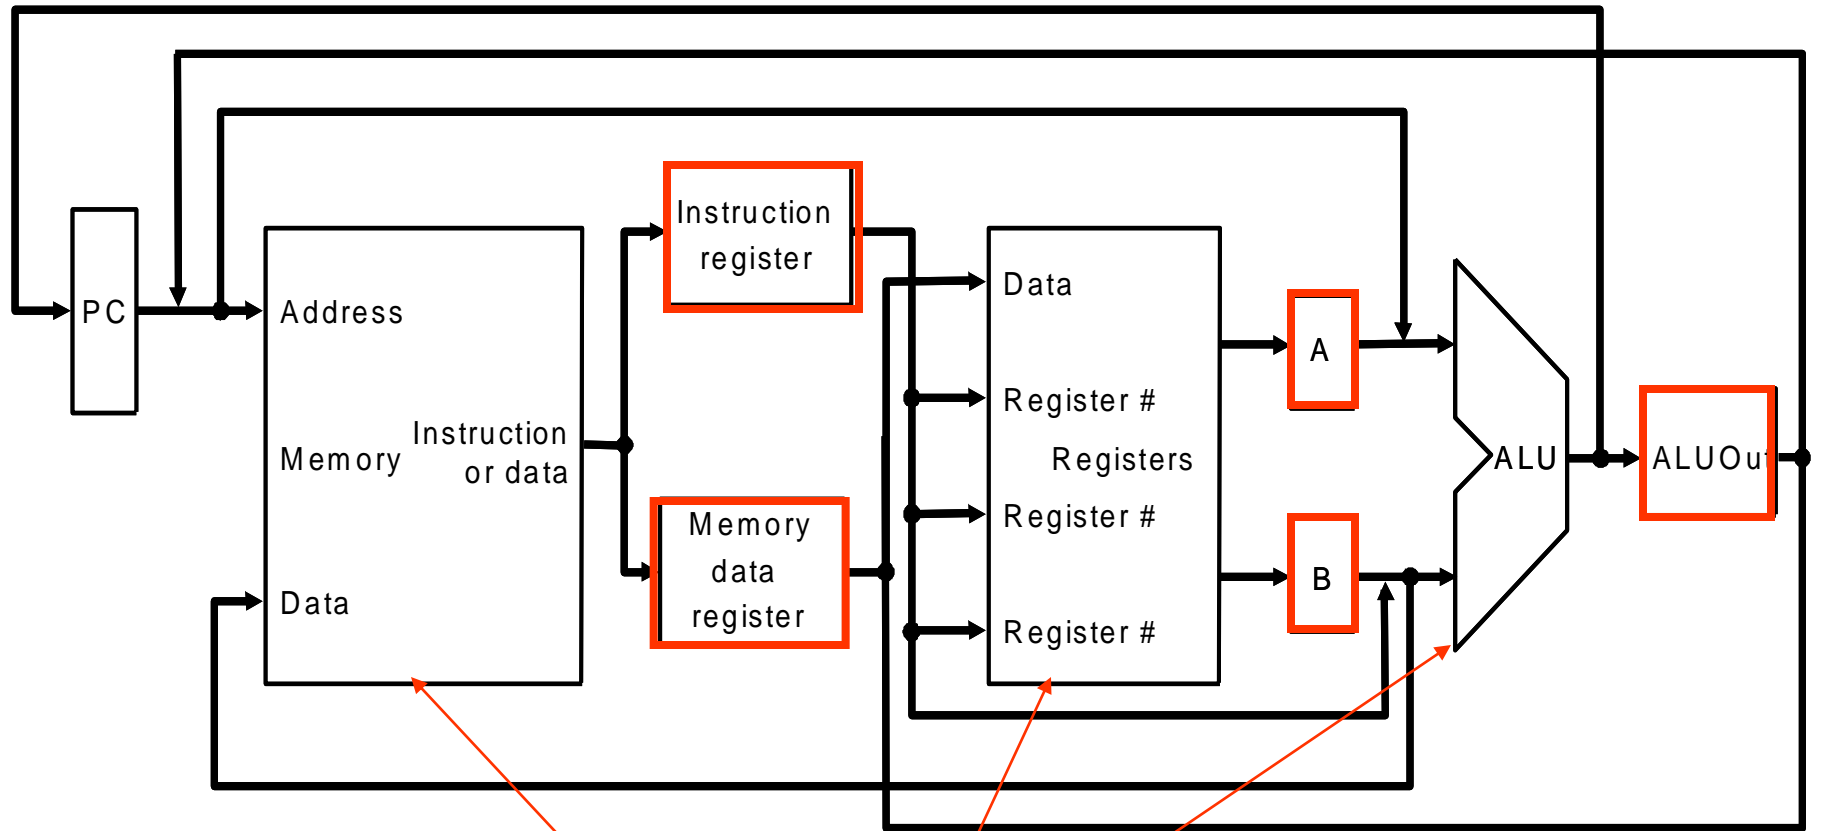 PC
Address
Memory
Instruction
or data
Data
Instruction
register
Memory
data
register
Data
Register #
Registers
Register #
Register #
A
B
ALU
ALUOut